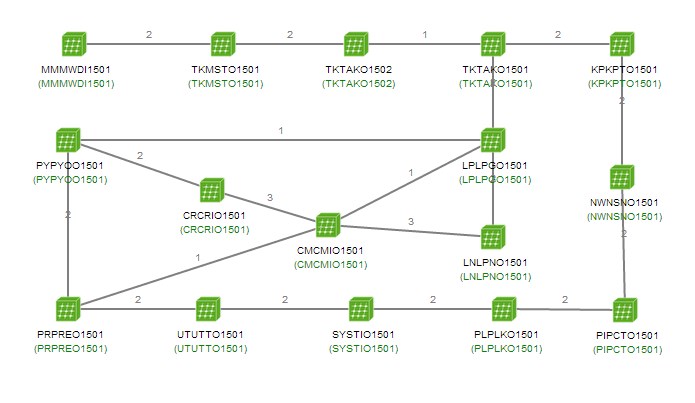 2
2
1
2
MMMWDI1501
(MMMWDI1501)
TKMSTO1501
(TKMSTO1501)
TKTAKO1502
(TKTAKO1502)
TKTAKO1501
(TKTAKO1501)
KPKPTO1501
(KPKPTO1501)
2
1
2
1
PYPYOO1501
(PYPYOO1501)
LPLPGO1501
(LPLPGO1501)
3
CRCRIO1501
(CRCRIO1501)
NWNSNO1501
(NWNSNO1501)
2
3
2
CMCMIO1501
(CMCMIO1501)
1
LNLPNO1501
(LNLPNO1501)
2
2
2
2
PRPREO1501
(PRPREO1501)
UTUTTO1501
(UTUTTO1501)
SYSTIO1501
(SYSTIO1501)
PLPLKO1501
(PLPLKO1501)
PIPCTO1501
(PIPCTO1501)